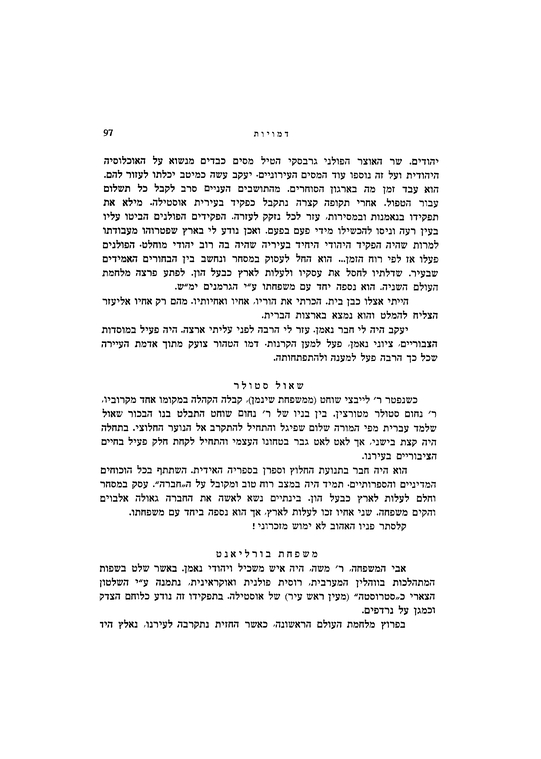 דמויות 97
יהודים. שר האוצר הפולני גרבסקי הטיל מסים כבדים מנשוא על האוכלוסיה
היהודית ועל זה נוספו עוד המסים העירוניים. יעקב עשה כמיטב יכלתו לעזור להם.
הוא עבד זמן מה בארגון הסוחרים. מהתושבים העניים סרב לקבל כל תשלום
עבור הטפול. אחרי תקופה קצרה נתקבל כפקיד בעירית אוסטילה. מילא את
תפקידו בנאמנות ובמסירות, עזר לכל נזקק לעזרה. הפקידים הפולנים הביטו עליו
בעין רעה וניסו להכשילו מידי פעם בפעם, ואכן נודע לי בארץ שפטרוהו מעבודתו
למרות שהיה הפקיד היהודי היחיד בעיריה שהיה בה רוב יהודי מוחלט. הפולנים
פעלו אז לפי רוח הזמן... הוא החל לעסוק במסחר ונחשב בין הבחורים האמידים
שבעיר. שדלתיו לחסל את עסקיו ולעלות לארץ כבעל הון. לפתע פרצה מלחמת
העולם השניה. הוא נספה יחד עם משפחתו ע״י הגרמנים ימ״ש.
הייתי אצלו כבן בית. הכרתי את הוריו, אחיו ואחיותיו. מהם רק אחיו אליעזר
הצליח להמלט והוא נמצא בארצות הברית.
יעקב היה לי חבר נאמן. עזר לי הרבה לפני עליתי ארצה. היה פעיל במוסדות
הצבוריים, ציוני נאמן, פעל למען הקרנות. דמו הטהור צועק מתוך אדמת העיירה
שכל כך הרבה פעל למענה ולהתפתחותה.
שאול סטולר
כשנפטר ר׳ לייבצי שוחט (ממשפחת שינמן), קבלה הקהלה במקומו אחד מקרוביו,
ר׳ נחום סטולר מטורצין. בין בניו של ר׳ נחום שוחט התבלט בנו הבכור שאול
שלמד עברית מפי המורה שלום שפיגל והתחיל להתקרב אל הנוער החלוצי. בתחלה
היה קצת בישני, אך לאט לאט גבר בטחונו העצמי והתחיל לקחת חלק פעיל בחיים
הציבוריים בעירנו.
הוא היה חבר בתנועת החלוץ וספרן בספריה האידית. השתתף בכל הוכוחים
המדיניים והספרותיים. תמיד היה במצב רוח טוב ומקובל על ה„חברה״. עסק במסחר
וחלם לעלות לארץ כבעל הון. בינתיים נשא לאשה את החברה גאולה אלבוים
והקים משפחה. שני אחיו זכו לעלות לארץ, אך הוא נספה ביחד עם משפחתו.
קלסתר פניו האהוב לא ימוש מזכרוני!
משפחת בורליאנט
אבי המשפחה, ר׳ משה, היה איש משכיל ויהודי נאמן. באשר שלט בשפות
המתהלכות בווהלין המערבית, רוסית פולנית ואוקראינית, נתמנה ע״י השלטון
הצארי כ„סטרוסטה״ (מעין ראש עיר) של אוסטילה. בתפקידו זה נודע כלוחם הצדק
וכמגן על נרדפים.
בפרוץ מלחמת העולם הראשונה, כאשר החזית נתקרבה לעירנו, נאלץ היד